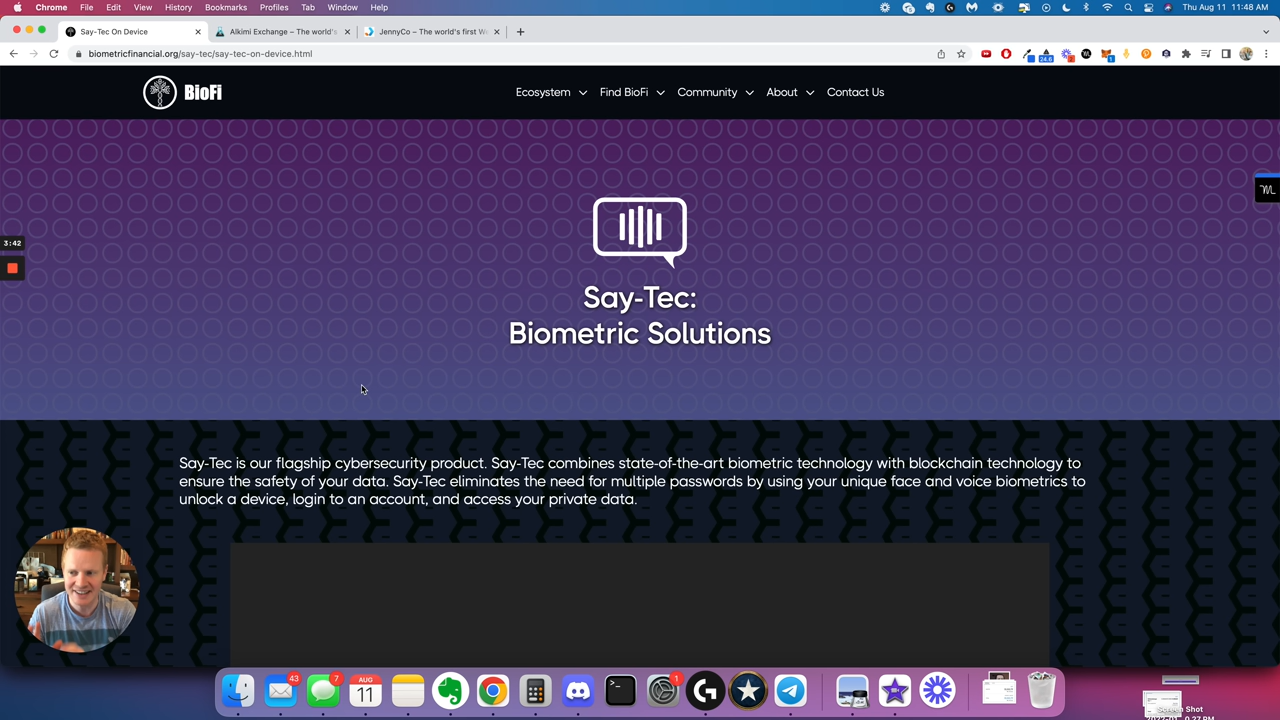 Chrome File Edit View History Bookmarks Profiles Tab Window Help Thu Aug 11 11:48 AM
Say-Tec On Device Alkimi Exchange – The world's JennyCo – The world's first We
biometricfinancial.org/say-tec/say-tec-on-device.html
24.6 2 1
BioFi Ecosystem Find BioFi Community About Contact Us
3:42
Say-Tec:
Biometric Solutions
Say-Tec is our flagship cybersecurity product. Say-Tec combines state-of-the-art biometric technology with blockchain technology to
ensure the safety of your data. Say-Tec eliminates the need for multiple passwords by using your unique face and voice biometrics to
unlock a device, login to an account, and access your private data.
43 7 AUG 11 1
Screen Shot